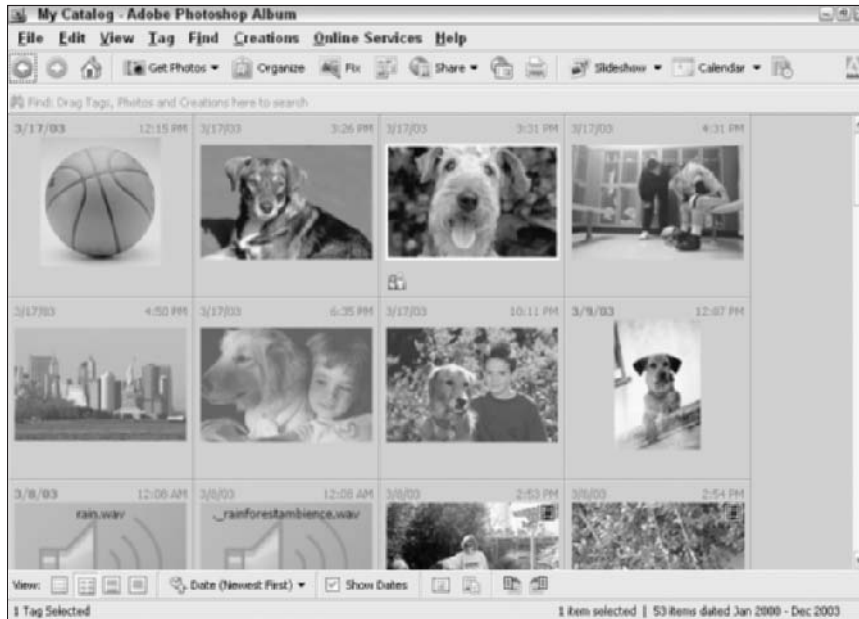 My Catalog - Adobe Photoshop Album
File Edit View Tag Find Creations Online Services Help
Get Photos Organize Fix Share Slideshow Calendar
Find: Drag Tags, Photos and Creations here to search
3/17/03 12:15 PM 3/17/03 3:26 PM 3/17/03 3:31 PM 3/17/03 4:31 PM
3/17/03 4:50 PM 3/17/03 6:35 PM 3/17/03 10:11 PM 3/9/03 12:07 PM
3/8/03 12:08 AM 3/8/03 12:08 AM 3/8/03 2:53 PM 3/8/03 2:54 PM
rain.wav ._rainforestambience.wav
View: Date (Newest First) Show Dates
1 Tag Selected 1 item selected | 53 items dated Jan 2000 - Dec 2003